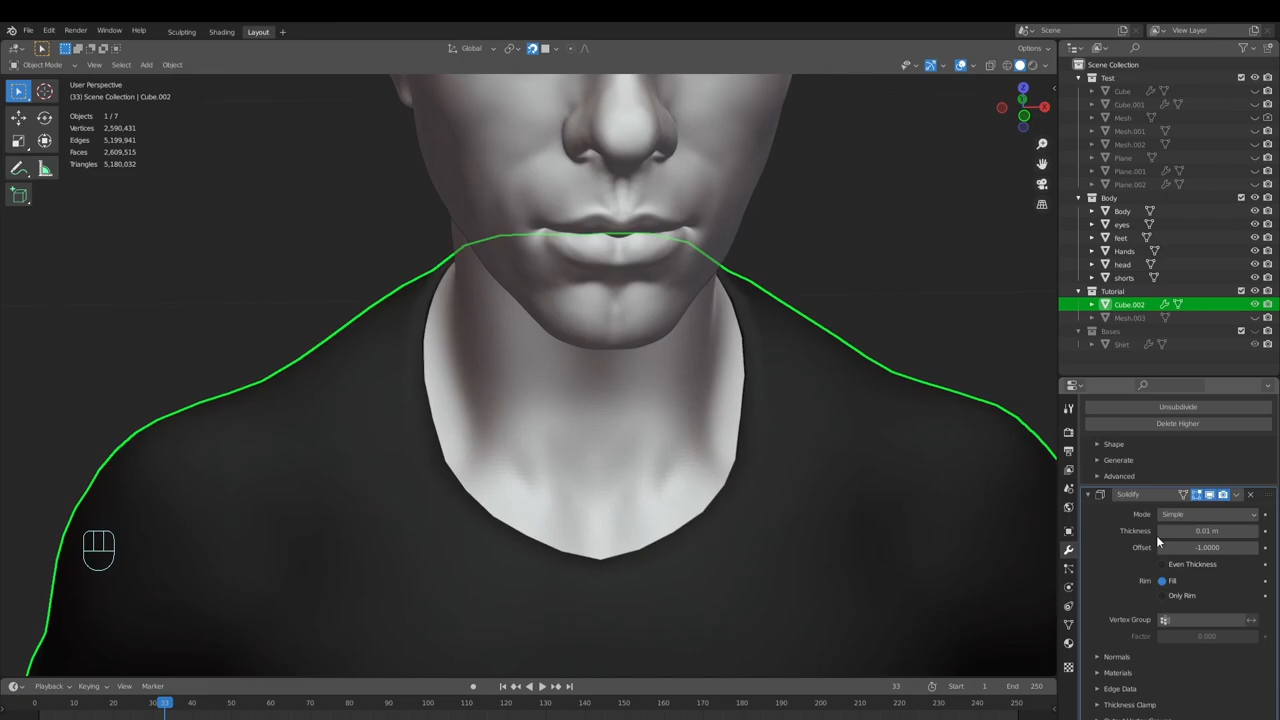 File Edit Render Window Help Sculpting Shading Layout Scene View Layer
Global Options
Object Mode View Select Add Object
User Perspective
(33) Scene Collection | Cube.002
Objects 1 / 7
Vertices 2,590,431
Edges 5,199,941
Faces 2,609,515
Triangles 5,180,032
Z
Y
X
Scene Collection
Test
Cube
Cube.001
Mesh
Mesh.001
Mesh.002
Plane
Plane.001
Plane.002
Body
Body
eyes
feet
Hands
head
shorts
Tutorial
Cube.002
Mesh.003
Bases
Shirt
Unsubdivide
Delete Higher
Shape
Generate
Advanced
Solidify
Mode Simple
Thickness 0.01 m
Offset -1.0000
Even Thickness
Rim Fill
Only Rim
Vertex Group
Factor 0.000
Normals
Materials
Edge Data
Thickness Clamp
Playback Keying View Marker 33 Start 1 End 250
0 10 20 30 33 40 50 60 70 80 90 100 110 120 130 140 150 160 170 180 190 200 210 220 230 240 250